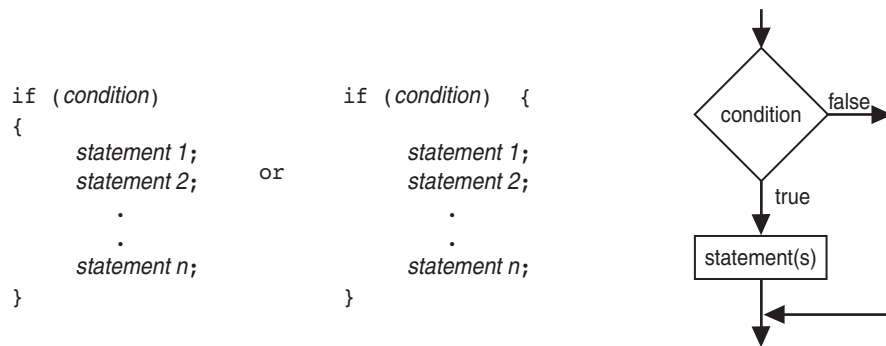 if (condition)
{
statement 1;
statement 2;
.
.
statement n;
}
or
if (condition) {
statement 1;
statement 2;
.
.
statement n;
}
condition
false
true
statement(s)